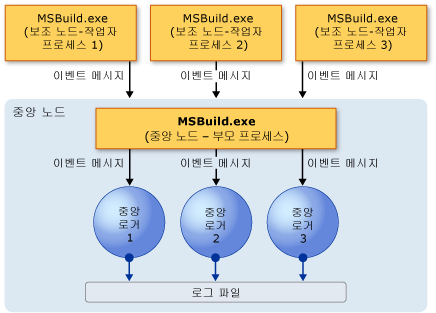 MSBuild.exe
(보조 노드-작업자
프로세스 1)
MSBuild.exe
(보조 노드-작업자
프로세스 2)
MSBuild.exe
(보조 노드-작업자
프로세스 3)
이벤트 메시지
이벤트 메시지
이벤트 메시지
중앙 노드
MSBuild.exe
(중앙 노드 – 부모 프로세스)
이벤트 메시지
이벤트 메시지
이벤트 메시지
중앙
로거
1
중앙
로거
2
중앙
로거
3
로그 파일